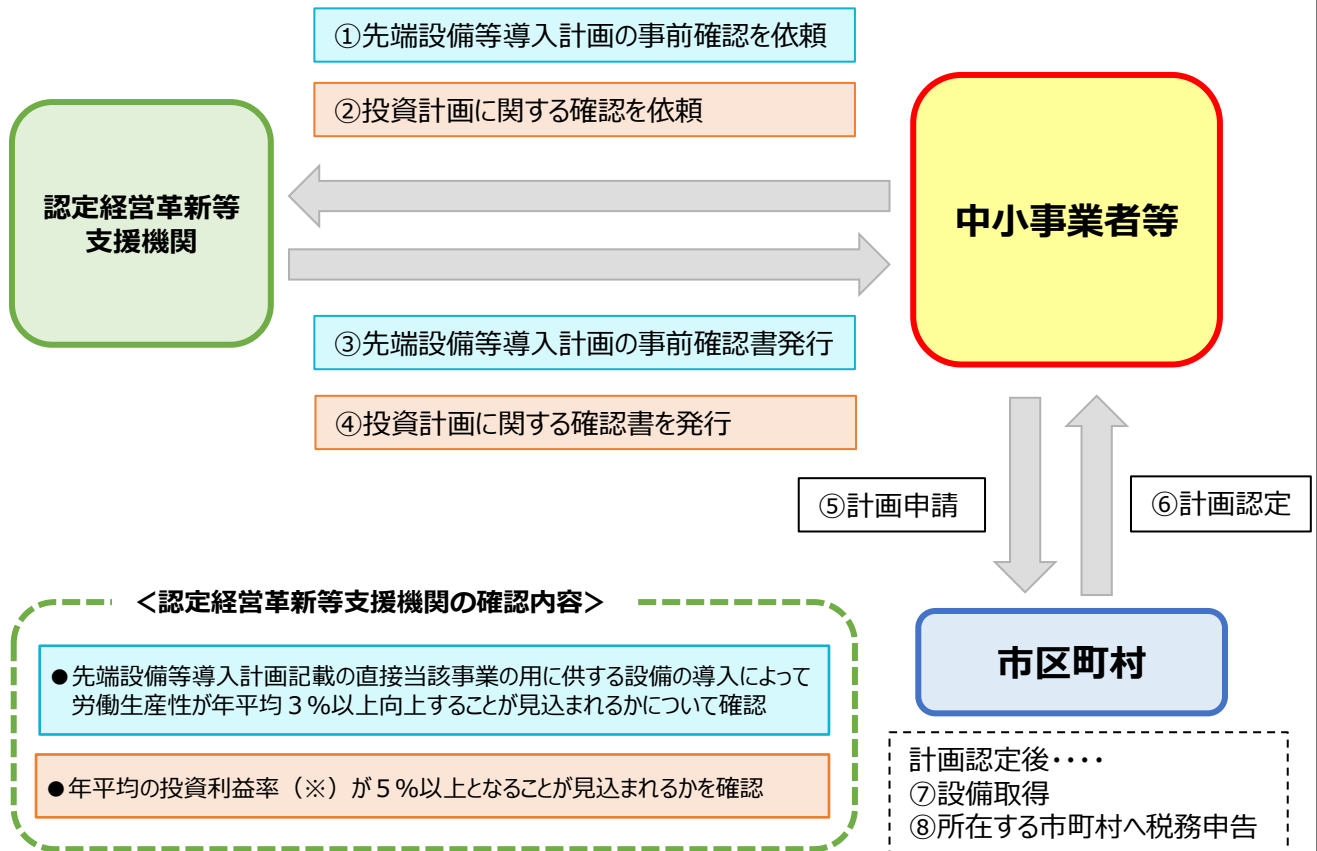 ①先端設備等導入計画の事前確認を依頼
②投資計画に関する確認を依頼
認定経営革新等
支援機関
中小事業者等
③先端設備等導入計画の事前確認書発行
④投資計画に関する確認書を発行
⑤計画申請
⑥計画認定
＜認定経営革新等支援機関の確認内容＞
●先端設備等導入計画記載の直接当該事業の用に供する設備の導入によって
労働生産性が年平均３％以上向上することが見込まれるかについて確認
●年平均の投資利益率（※）が５％以上となることが見込まれるかを確認
市区町村
計画認定後・・・・
⑦設備取得
⑧所在する市町村へ税務申告